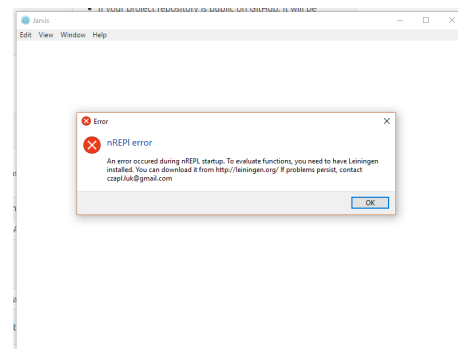 If your project repository is public on GitHub, it will be
Jarvis
Edit View Window Help
Error
nREPl error
An error occured during nREPL startup. To evaluate functions, you need to have Leiningen
installed. You can download it from http://leiningen.org/ If problems persist, contact
czapl.luk@gmail.com
OK